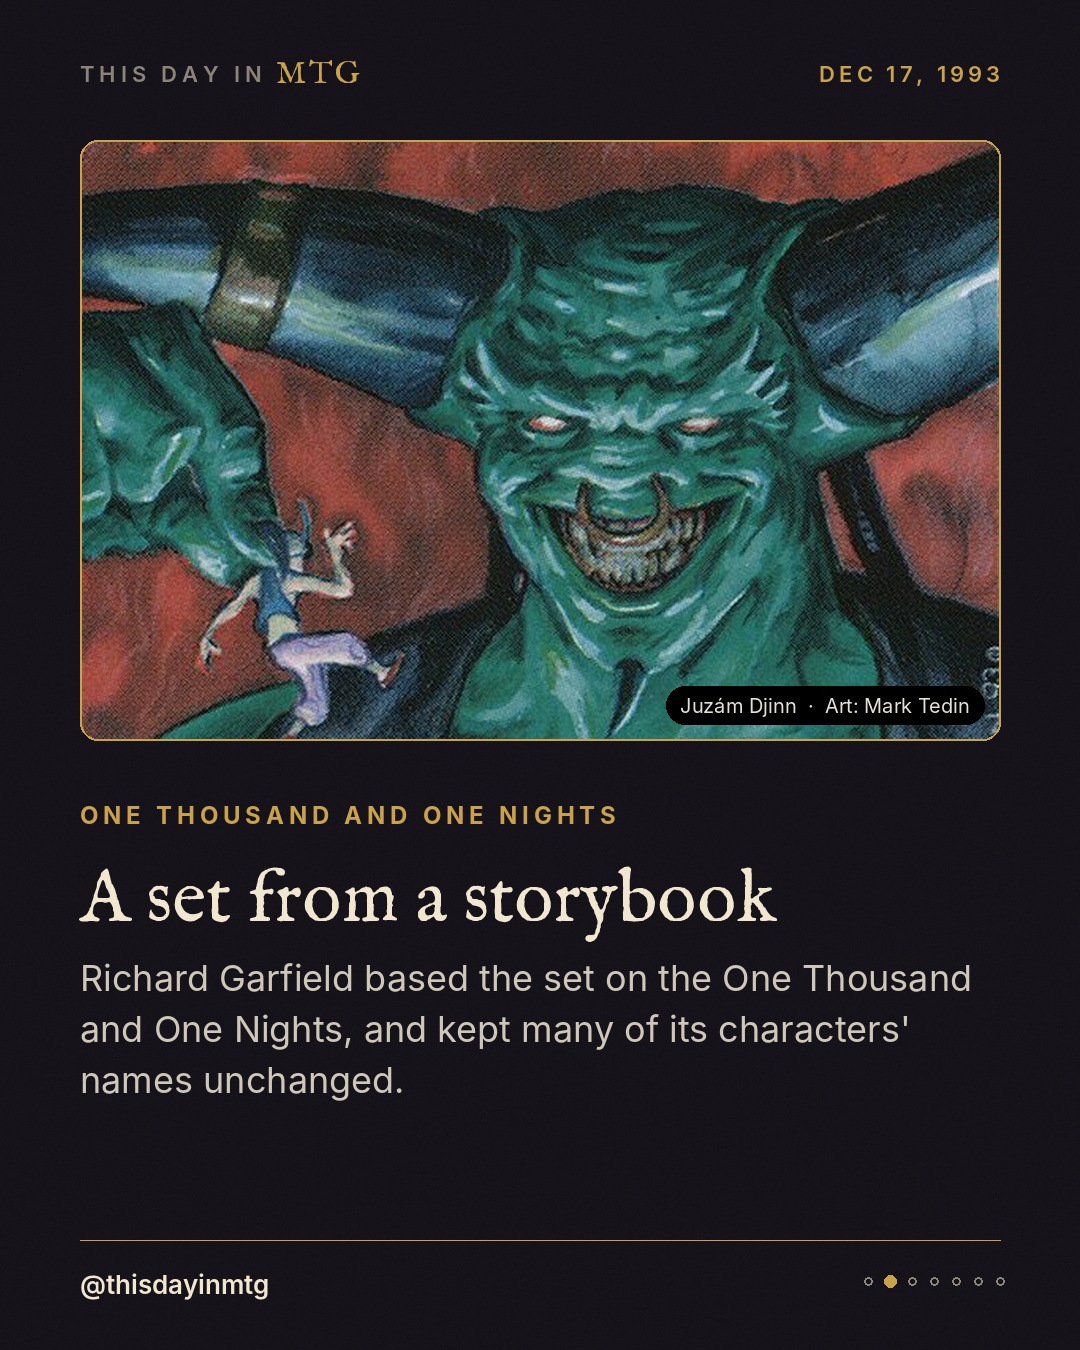 THIS DAY IN MTG
DEC 17, 1993
Juzám Djinn · Art: Mark Tedin
ONE THOUSAND AND ONE NIGHTS
A set from a storybook
Richard Garfield based the set on the One Thousand
and One Nights, and kept many of its characters'
names unchanged.
@thisdayinmtg